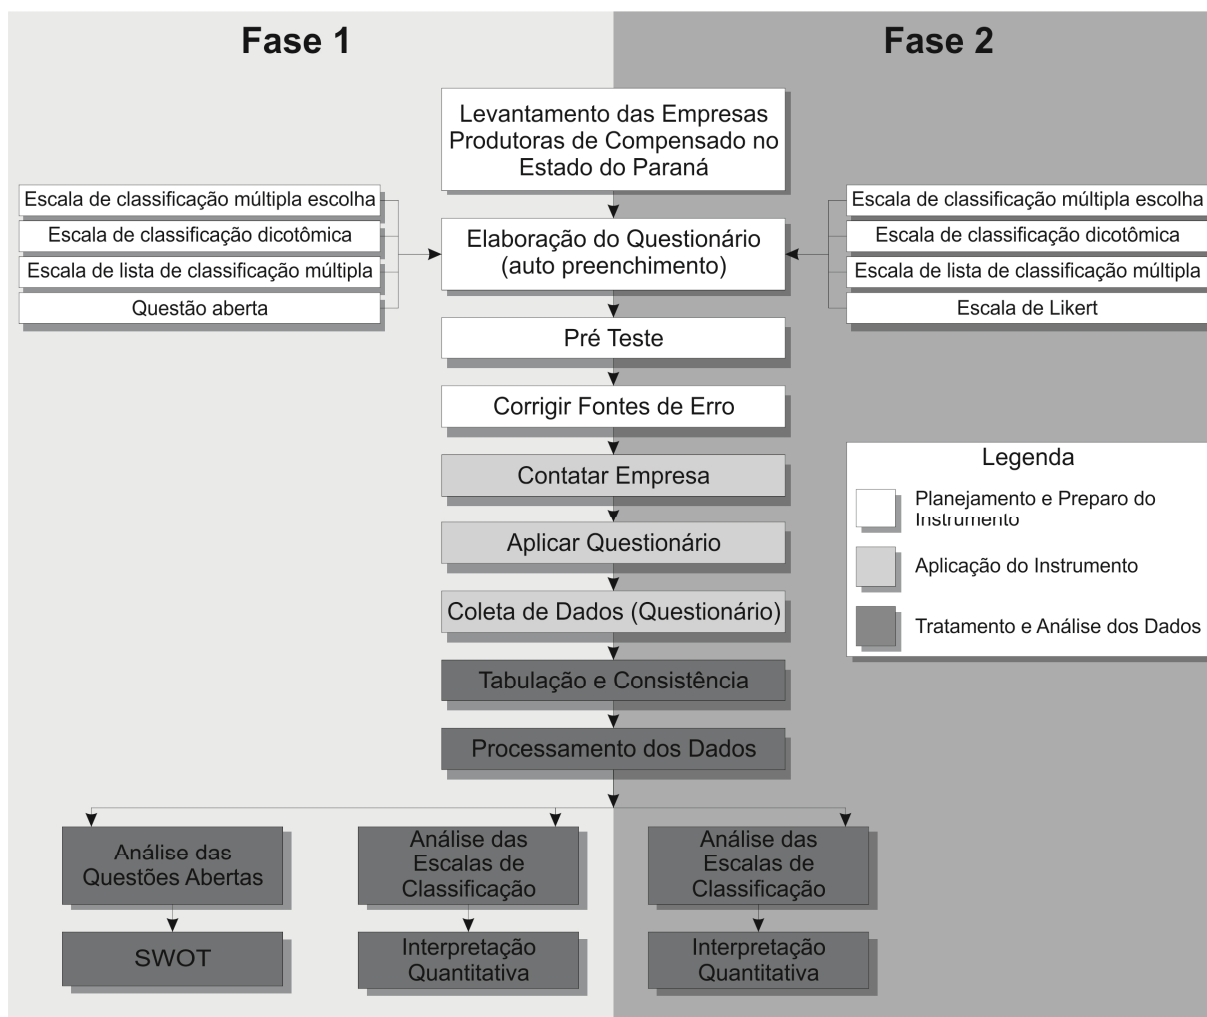 Fase 1
Fase 2
Levantamento das Empresas
Produtoras de Compensado no
Estado do Paraná
Escala de classificação múltipla escolha
Escala de classificação dicotômica
Escala de lista de classificação múltipla
Questão aberta
Elaboração do Questionário
(auto preenchimento)
Escala de classificação múltipla escolha
Escala de classificação dicotômica
Escala de lista de classificação múltipla
Escala de Likert
Pré Teste
Corrigir Fontes de Erro
Contatar Empresa
Aplicar Questionário
Coleta de Dados (Questionário)
Legenda
Planejamento e Preparo do
Instrumento
Aplicação do Instrumento
Tratamento e Análise dos Dados
Tabulação e Consistência
Processamento dos Dados
Análise das
Questões Abertas
Análise das
Escalas de
Classificação
Análise das
Escalas de
Classificação
SWOT
Interpretação
Quantitativa
Interpretação
Quantitativa